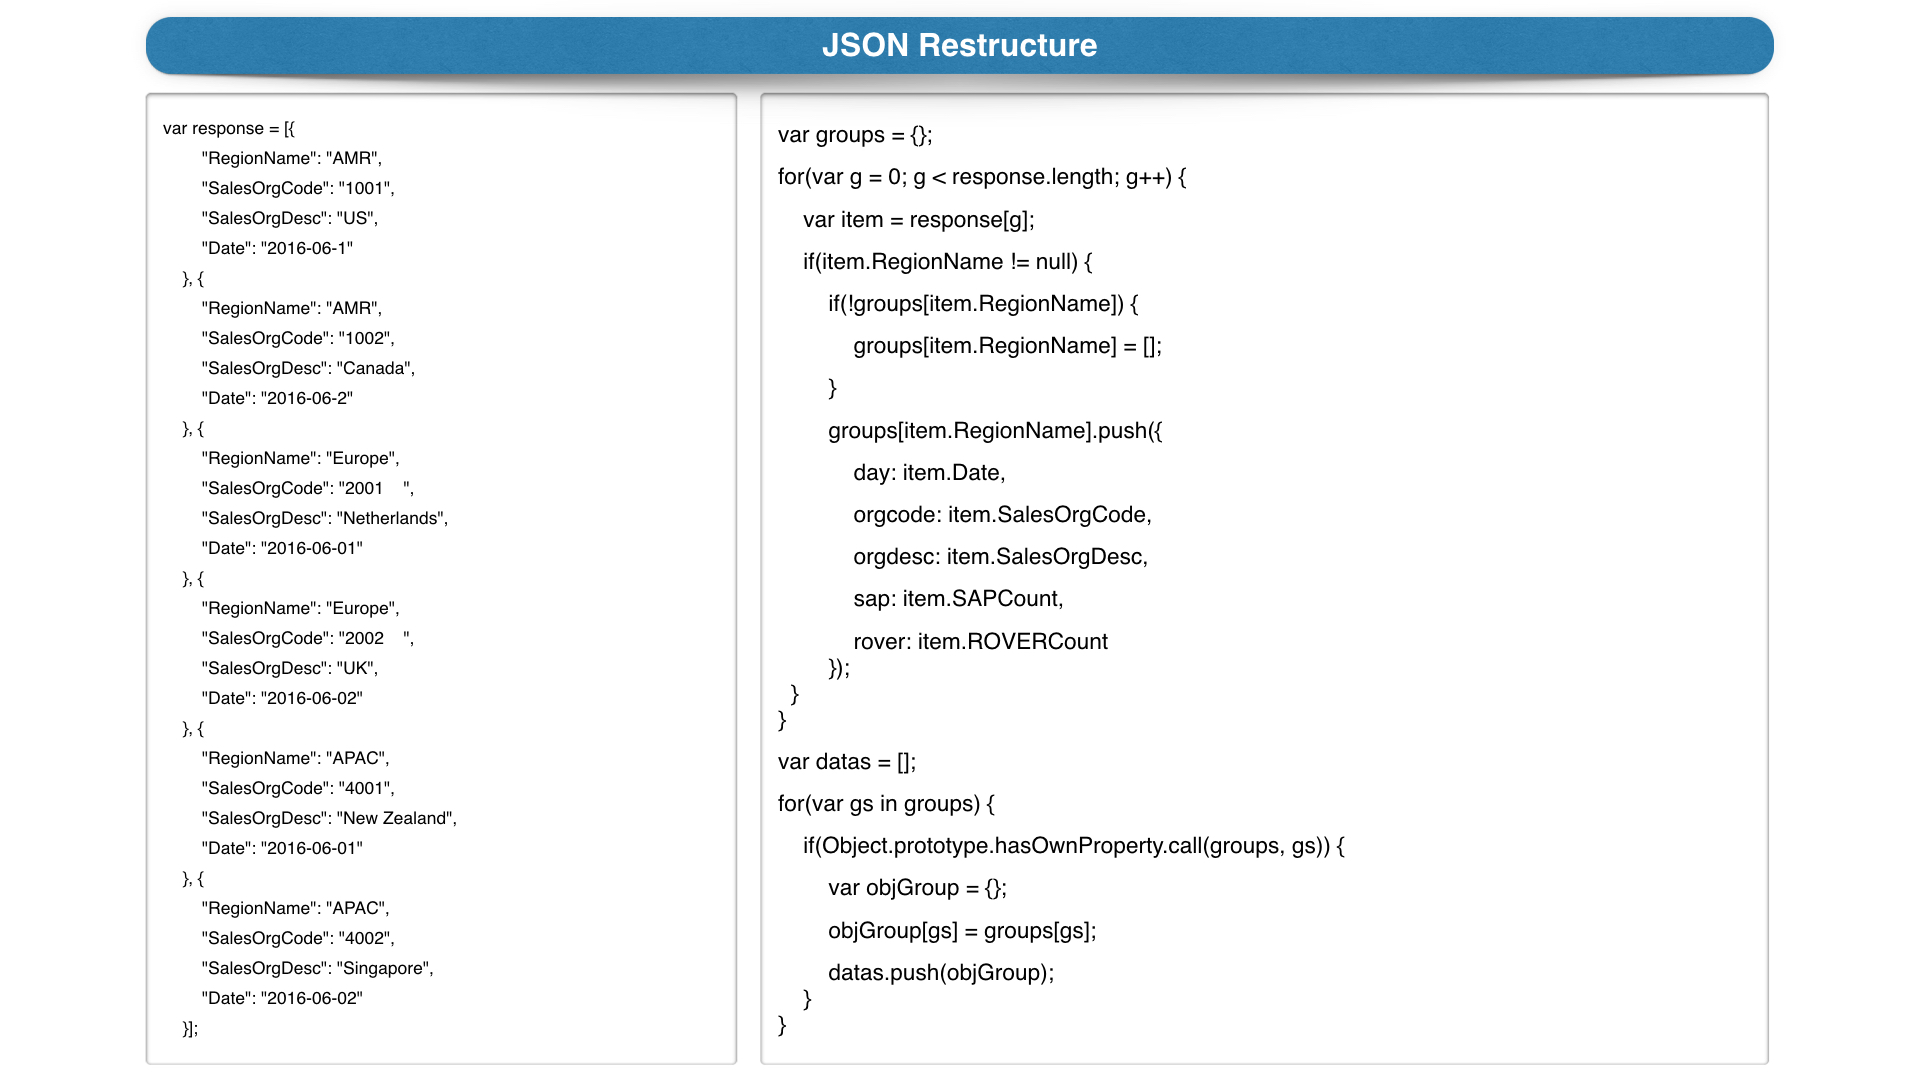 JSON Restructure
var response = [{
"RegionName": "AMR",
"SalesOrgCode": "1001",
"SalesOrgDesc": "US",
"Date": "2016-06-1"
}, {
"RegionName": "AMR",
"SalesOrgCode": "1002",
"SalesOrgDesc": "Canada",
"Date": "2016-06-2"
}, {
"RegionName": "Europe",
"SalesOrgCode": "2001    ",
"SalesOrgDesc": "Netherlands",
"Date": "2016-06-01"
}, {
"RegionName": "Europe",
"SalesOrgCode": "2002    ",
"SalesOrgDesc": "UK",
"Date": "2016-06-02"
}, {
"RegionName": "APAC",
"SalesOrgCode": "4001",
"SalesOrgDesc": "New Zealand",
"Date": "2016-06-01"
}, {
"RegionName": "APAC",
"SalesOrgCode": "4002",
"SalesOrgDesc": "Singapore",
"Date": "2016-06-02"
}];
var groups = {};
for(var g = 0; g < response.length; g++) {
var item = response[g];
if(item.RegionName != null) {
if(!groups[item.RegionName]) {
groups[item.RegionName] = [];
}
groups[item.RegionName].push({
day: item.Date,
orgcode: item.SalesOrgCode,
orgdesc: item.SalesOrgDesc,
sap: item.SAPCount,
rover: item.ROVERCount
});
}
}
var datas = [];
for(var gs in groups) {
if(Object.prototype.hasOwnProperty.call(groups, gs)) {
var objGroup = {};
objGroup[gs] = groups[gs];
datas.push(objGroup);
}
}